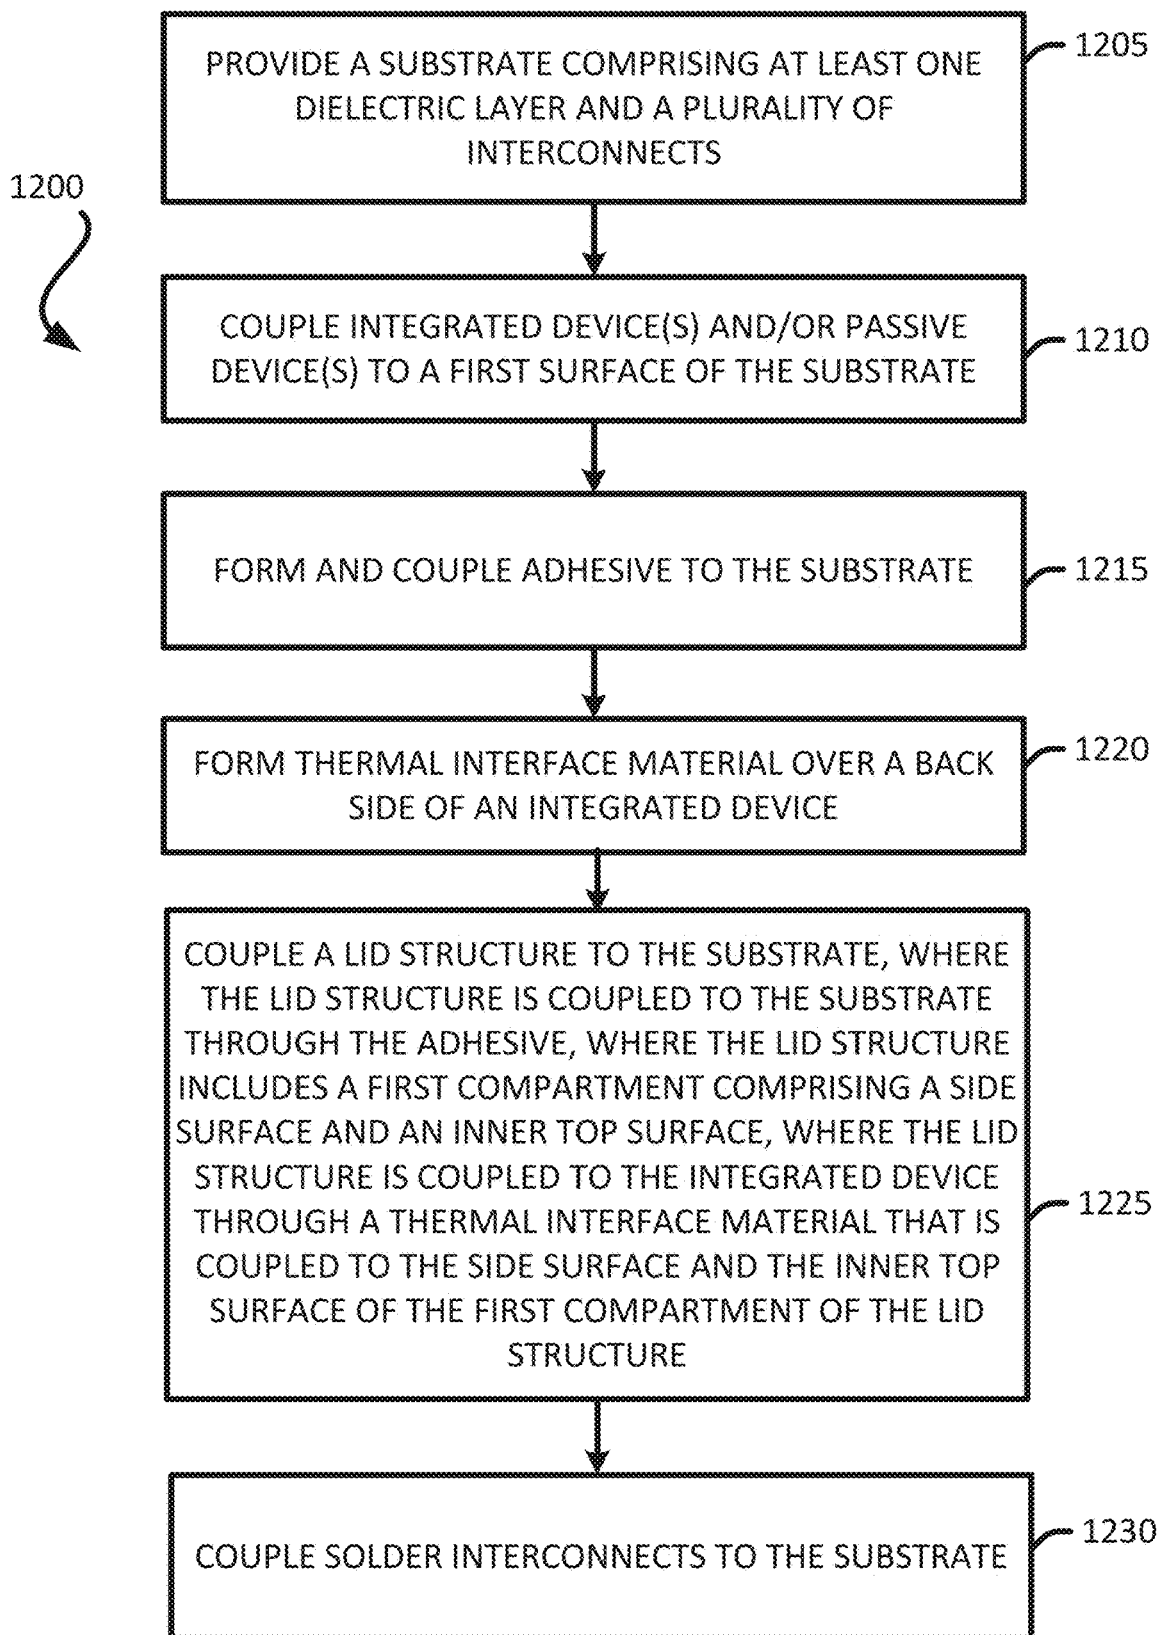 PROVIDE A SUBSTRATE COMPRISING AT LEAST ONE
DIELECTRIC LAYER AND A PLURALITY OF
INTERCONNECTS
1205
1200
COUPLE INTEGRATED DEVICE(S) AND/OR PASSIVE
DEVICE(S) TO A FIRST SURFACE OF THE SUBSTRATE
1210
FORM AND COUPLE ADHESIVE TO THE SUBSTRATE
1215
FORM THERMAL INTERFACE MATERIAL OVER A BACK
SIDE OF AN INTEGRATED DEVICE
1220
COUPLE A LID STRUCTURE TO THE SUBSTRATE, WHERE
THE LID STRUCTURE IS COUPLED TO THE SUBSTRATE
THROUGH THE ADHESIVE, WHERE THE LID STRUCTURE
INCLUDES A FIRST COMPARTMENT COMPRISING A SIDE
SURFACE AND AN INNER TOP SURFACE, WHERE THE LID
STRUCTURE IS COUPLED TO THE INTEGRATED DEVICE
THROUGH A THERMAL INTERFACE MATERIAL THAT IS
COUPLED TO THE SIDE SURFACE AND THE INNER TOP
SURFACE OF THE FIRST COMPARTMENT OF THE LID
STRUCTURE
1225
COUPLE SOLDER INTERCONNECTS TO THE SUBSTRATE
1230